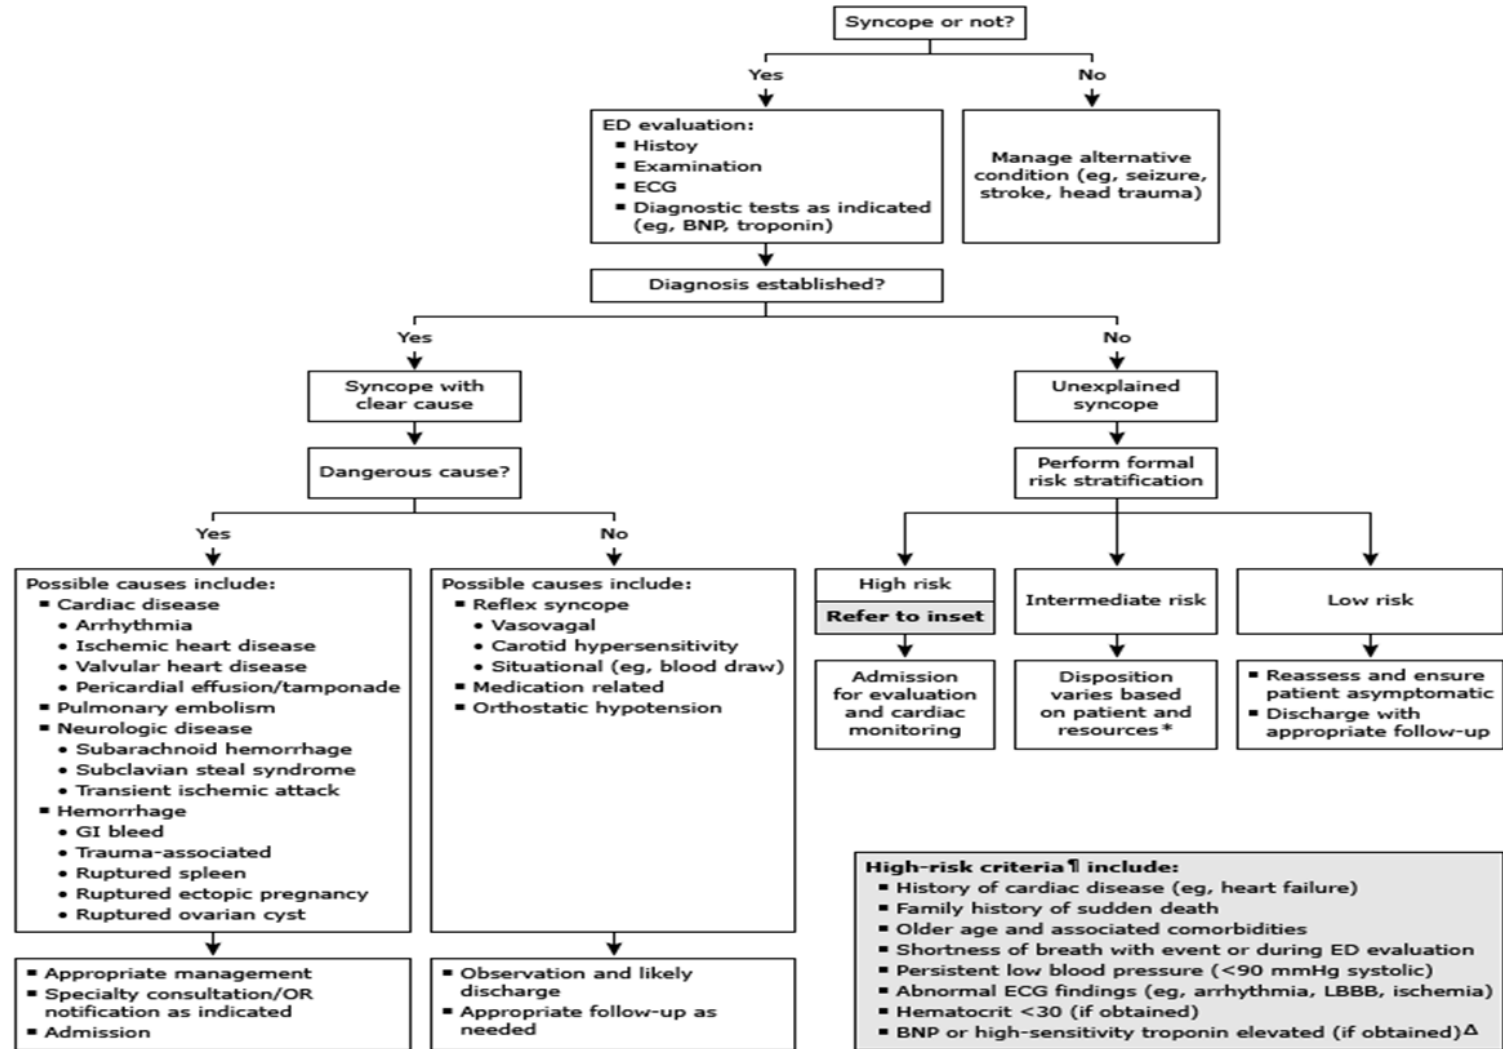 Syncope or not?
Yes
No
ED evaluation:
▪ Histoy
▪ Examination
▪ ECG
▪ Diagnostic tests as indicated
(eg, BNP, troponin)
Manage alternative
condition (eg, seizure,
stroke, head trauma)
Diagnosis established?
Yes
No
Syncope with
clear cause
Unexplained
syncope
Dangerous cause?
Perform formal
risk stratification
Yes
No
Possible causes include:
▪ Cardiac disease
• Arrhythmia
• Ischemic heart disease
• Valvular heart disease
• Pericardial effusion/tamponade
▪ Pulmonary embolism
▪ Neurologic disease
• Subarachnoid hemorrhage
• Subclavian steal syndrome
• Transient ischemic attack
▪ Hemorrhage
• GI bleed
• Trauma-associated
• Ruptured spleen
• Ruptured ectopic pregnancy
• Ruptured ovarian cyst
Possible causes include:
▪ Reflex syncope
• Vasovagal
• Carotid hypersensitivity
• Situational (eg, blood draw)
▪ Medication related
▪ Orthostatic hypotension
High risk
Refer to inset
Intermediate risk
Low risk
Admission
for evaluation
and cardiac
monitoring
Disposition
varies based
on patient and
resources*
▪ Reassess and ensure
patient asymptomatic
▪ Discharge with
appropriate follow-up
▪ Appropriate management
▪ Specialty consultation/OR
notification as indicated
▪ Admission
▪ Observation and likely
discharge
▪ Appropriate follow-up as
needed
High-risk criteria¶ include:
▪ History of cardiac disease (eg, heart failure)
▪ Family history of sudden death
▪ Older age and associated comorbidities
▪ Shortness of breath with event or during ED evaluation
▪ Persistent low blood pressure (<90 mmHg systolic)
▪ Abnormal ECG findings (eg, arrhythmia, LBBB, ischemia)
▪ Hematocrit <30 (if obtained)
▪ BNP or high-sensitivity troponin elevated (if obtained)Δ